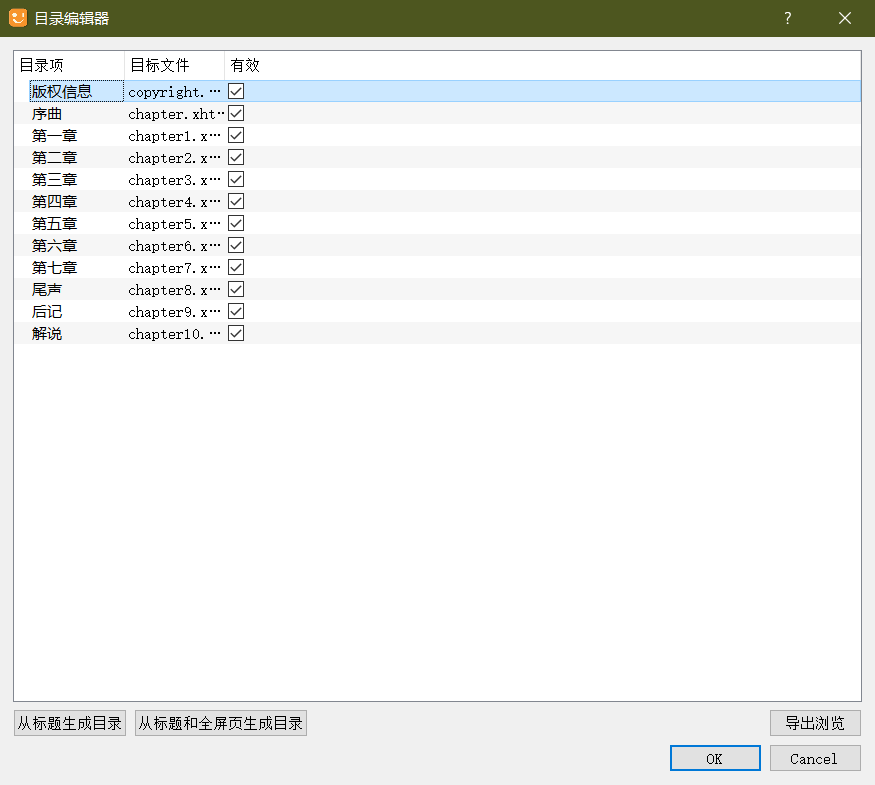 目录编辑器
?
目录项 目标文件 有效
版权信息 copyright.…
序曲 chapter.xht…
第一章 chapter1.x…
第二章 chapter2.x…
第三章 chapter3.x…
第四章 chapter4.x…
第五章 chapter5.x…
第六章 chapter6.x…
第七章 chapter7.x…
尾声 chapter8.x…
后记 chapter9.x…
解说 chapter10.…
从标题生成目录 从标题和全屏页生成目录 导出浏览
OK Cancel